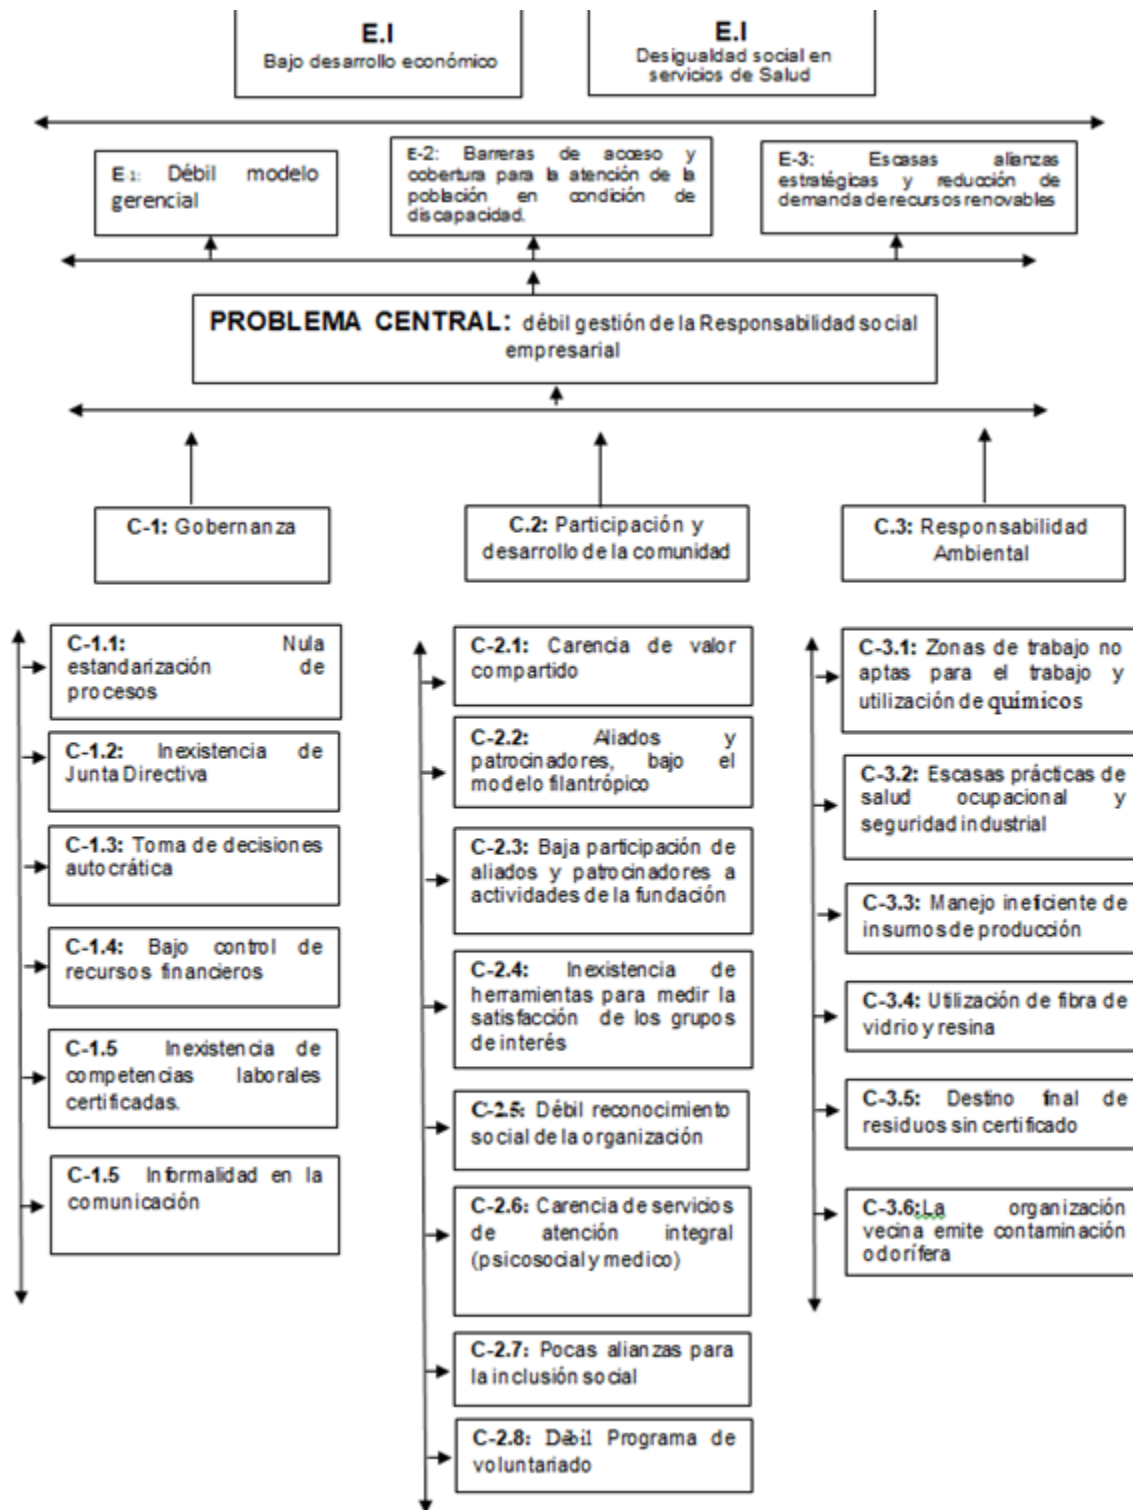 E.I
Bajo desarrollo económico
E.I
Desigualdad social en
servicios de Salud
E 1: Débil modelo
gerencial
E-2: Barreras de acceso y
cobertura para la atención de la
población en condición de
discapacidad.
E-3: Escasas alianzas
estratégicas y reducción de
demanda de recursos renovables
PROBLEMA CENTRAL: débil gestión de la Responsabilidad social
empresarial
C-1: Gobernanza
C.2: Participación y
desarrollo de la comunidad
C.3: Responsabilidad
Ambiental
C-1.1: Nula
estandarización de
procesos
C-1.2: Inexistencia de
Junta Directiva
C-1.3: Toma de decisiones
autocrática
C-1.4: Bajo control de
recursos financieros
C-1.5 Inexistencia de
competencias laborales
certificadas.
C-1.5 Informalidad en la
comunicación
C-2.1: Carencia de valor
compartido
C-2.2: Aliados y
patrocinadores, bajo el
modelo filantrópico
C-2.3: Baja participación de
aliados y patrocinadores a
actividades de la fundación
C-2.4: Inexistencia de
herramientas para medir la
satisfacción de los grupos
de interés
C-2.5: Débil reconocimiento
social de la organización
C-2.6: Carencia de servicios
de atención integral
(psicosocial y medico)
C-2.7: Pocas alianzas para
la inclusión social
C-2.8: Débil Programa de
voluntariado
C-3.1: Zonas de trabajo no
aptas para el trabajo y
utilización de químicos
C-3.2: Escasas prácticas de
salud ocupacional y
seguridad industrial
C-3.3: Manejo ineficiente de
insumos de producción
C-3.4: Utilización de fibra de
vidrio y resina
C-3.5: Destino final de
residuos sin certificado
C-3.6:La organización
vecina emite contaminación
odorífera